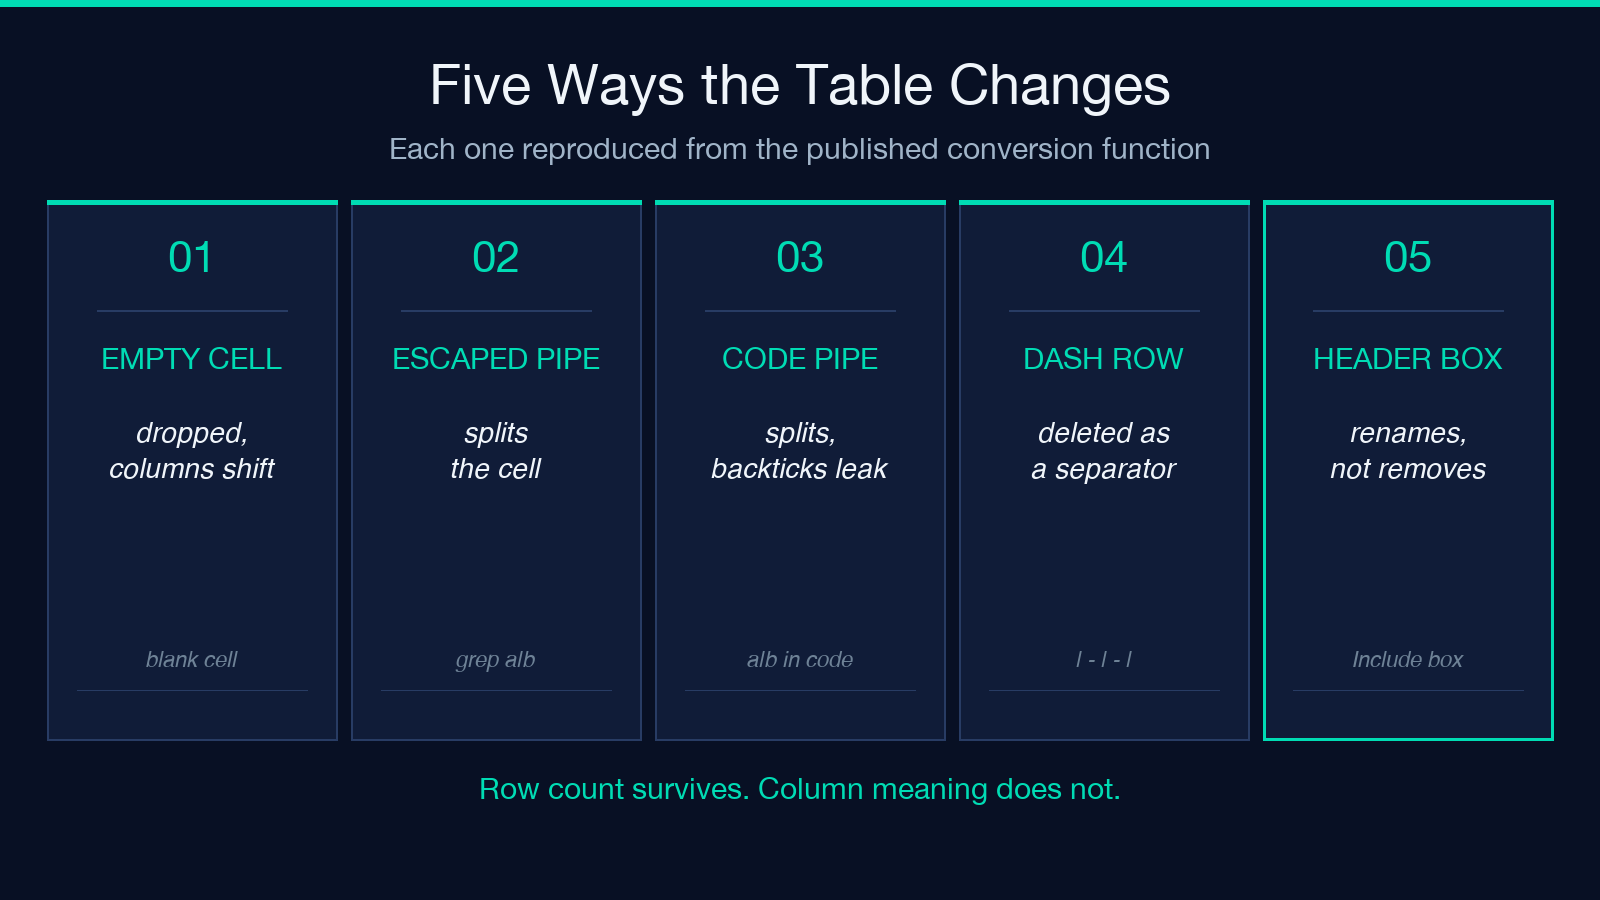 Five Ways the Table Changes
Each one reproduced from the published conversion function
01
EMPTY CELL
dropped,
columns shift
blank cell
02
ESCAPED PIPE
splits
the cell
grep alb
03
CODE PIPE
splits,
backticks leak
alb in code
04
DASH ROW
deleted as
a separator
| - | - |
05
HEADER BOX
renames,
not removes
Include box
Row count survives. Column meaning does not.